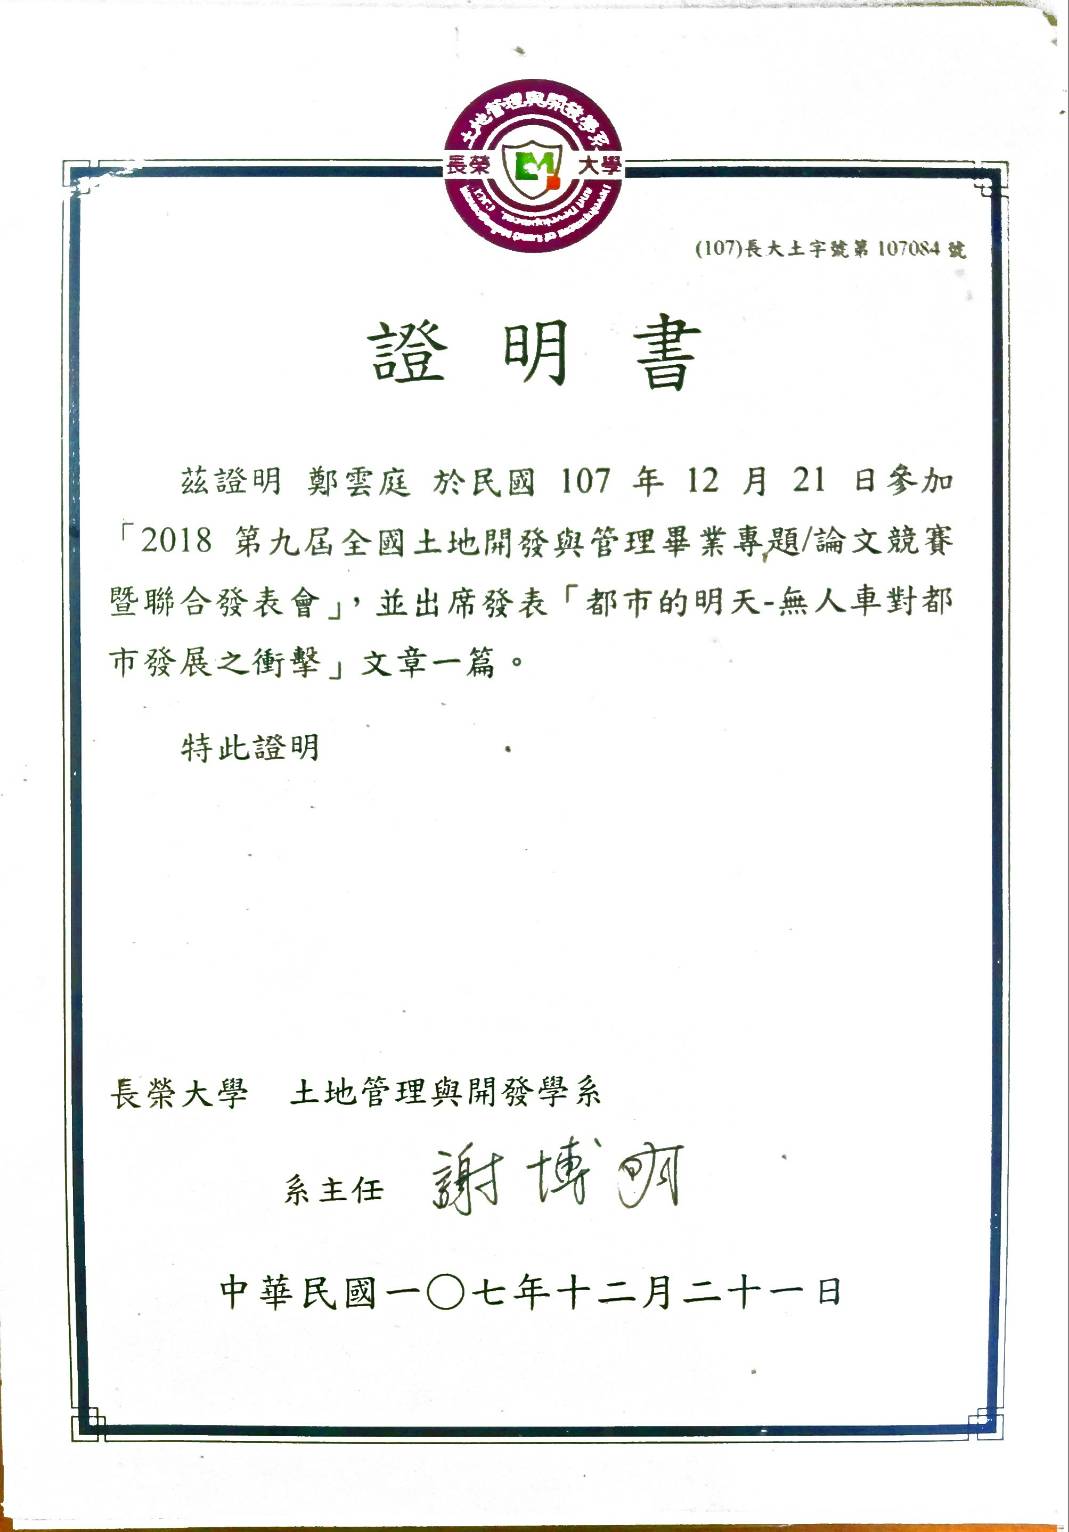 土地管理與開發學系
長榮 大學
(107)長大土字號第 107084 號
證 明 書
茲證明 鄭雲庭 於民國 107 年 12 月 21 日參加
「2018 第九屆全國土地開發與管理畢業專題/論文競賽
暨聯合發表會」，並出席發表「都市的明天-無人車對都
市發展之衝擊」文章一篇。
特此證明
長榮大學 土地管理與開發學系
系主任 謝博明
中華民國一〇七年十二月二十一日